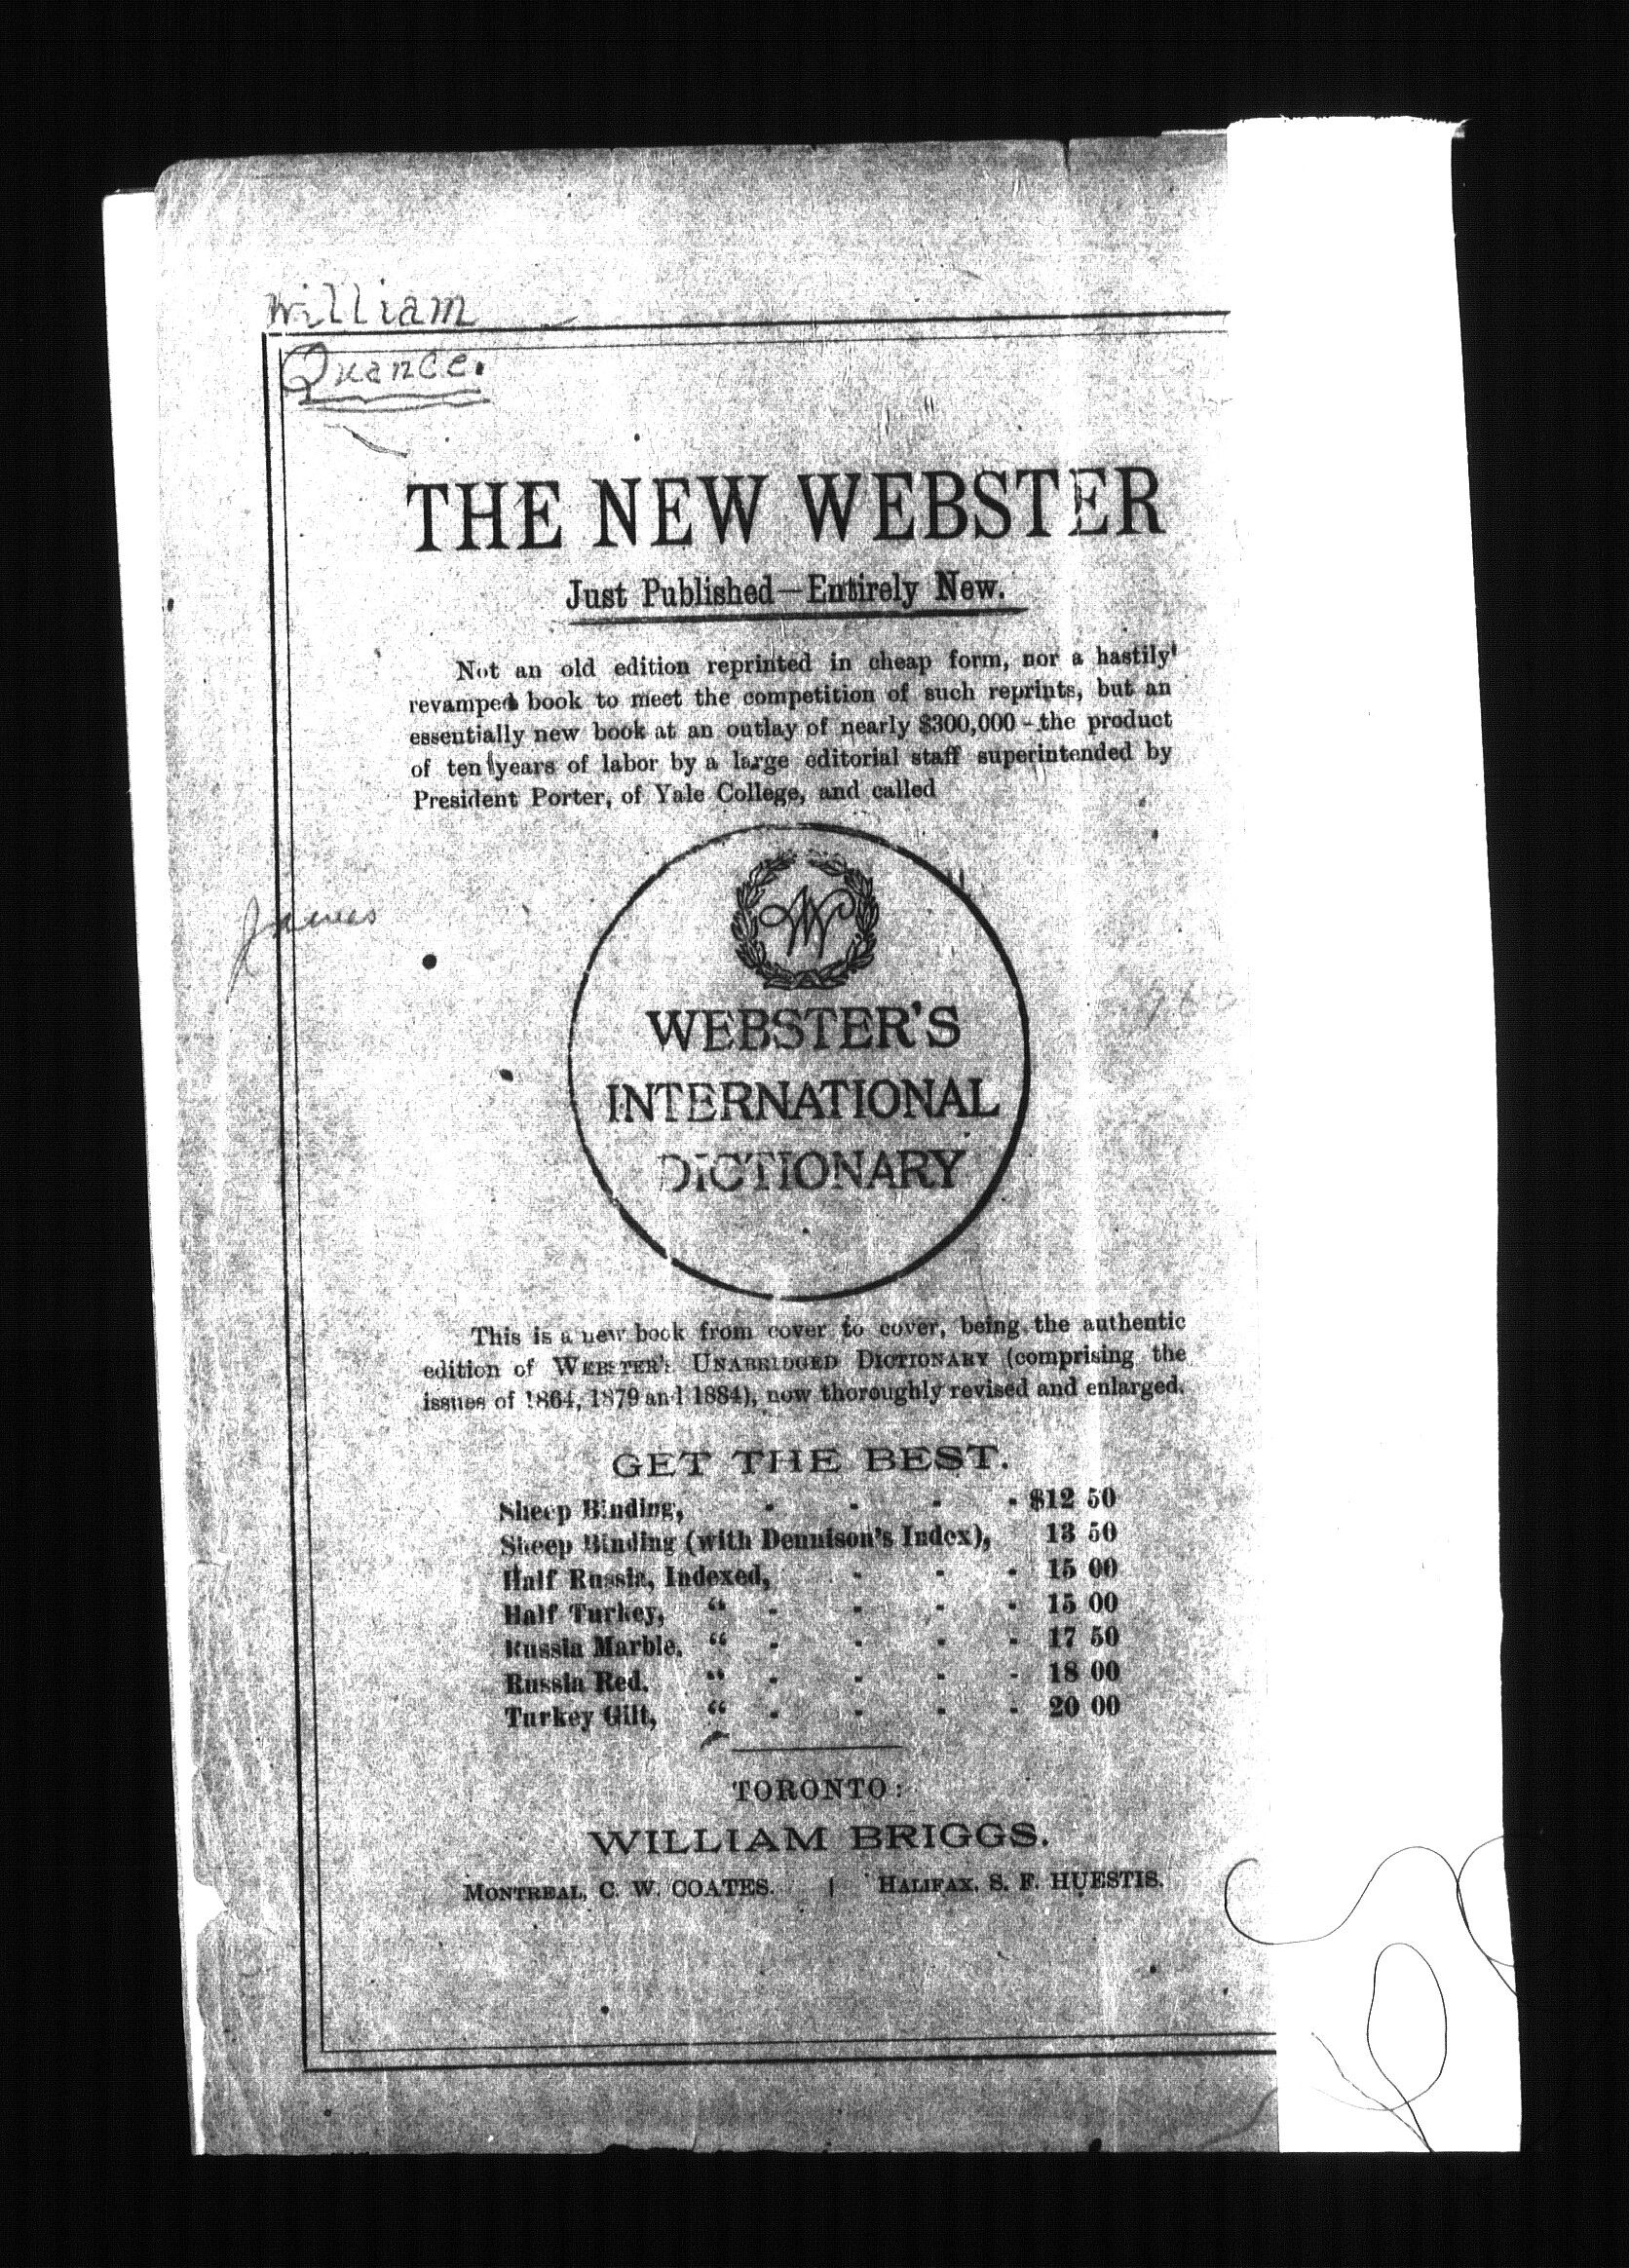 William
Quance.
THE NEW WEBSTER
Just Published—Entirely New.
Not an old edition reprinted in cheap form, nor a hastily
revamped book to meet the competition of such reprints, but an
essentially new book at an outlay of nearly $300,000 - the product
of ten years of labor by a large editorial staff superintended by
President Porter, of Yale College, and called
James
W
WEBSTER'S
INTERNATIONAL
DICTIONARY
This is a new book from cover to cover, being the authentic
edition of WEBSTER'S UNABRIDGED DICTIONARY (comprising the
issues of 1864, 1879 and 1884), now thoroughly revised and enlarged.
GET THE BEST.
Sheep Binding, - - - - $12 50
Sheep Binding (with Dennison's Index), 13 50
Half Russia, Indexed, - - - 15 00
Half Turkey, “ - - - - 15 00
Russia Marble, “ - - - - 17 50
Russia Red, “ - - - - 18 00
Turkey Gilt, “ - - - - 20 00
TORONTO:
WILLIAM BRIGGS.
MONTREAL, C. W. COATES. | HALIFAX, S. F. HUESTIS.